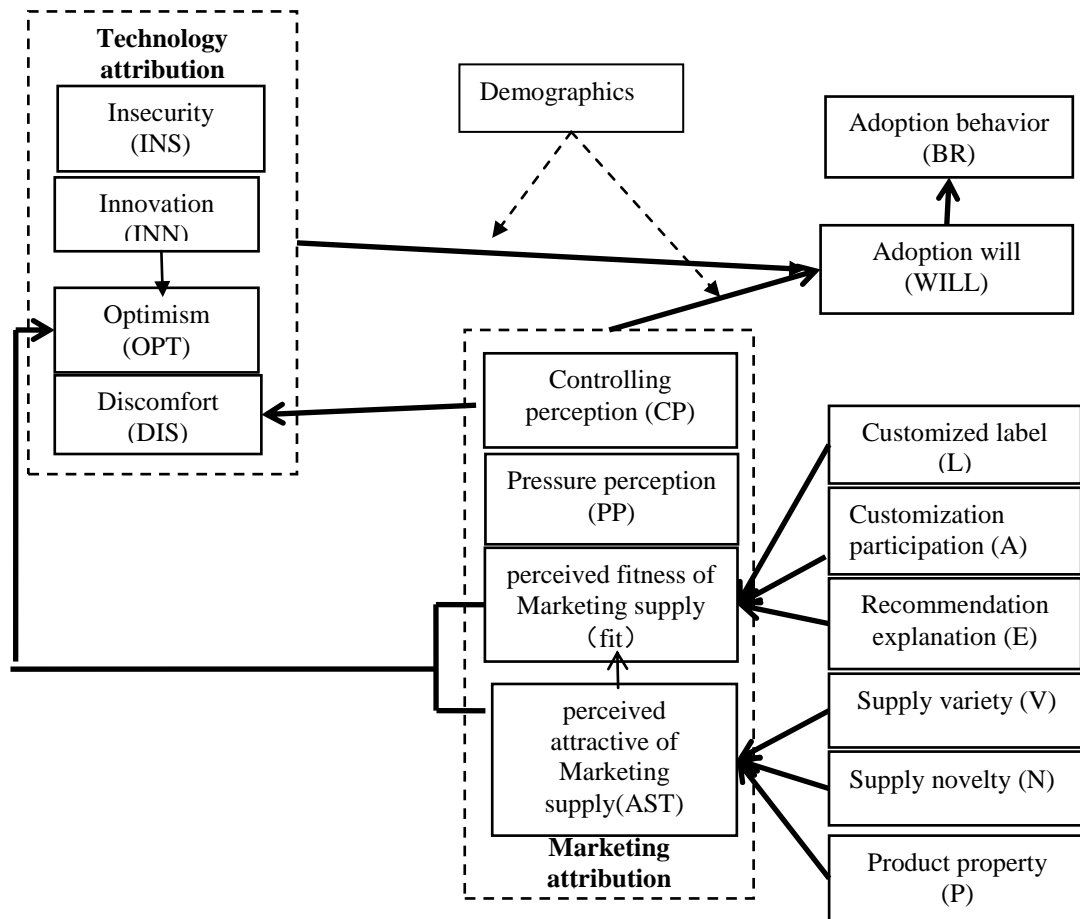 Technology
attribution
Insecurity
(INS)
Innovation
(INN)
Optimism
(OPT)
Discomfort
(DIS)
Demographics
Adoption behavior
(BR)
Adoption will
(WILL)
Controlling
perception (CP)
Pressure perception
(PP)
perceived fitness of
Marketing supply
（fit）
perceived
attractive of
Marketing
supply(AST)
Marketing
attribution
Customized label
(L)
Customization
participation (A)
Recommendation
explanation (E)
Supply variety (V)
Supply novelty (N)
Product property
(P)